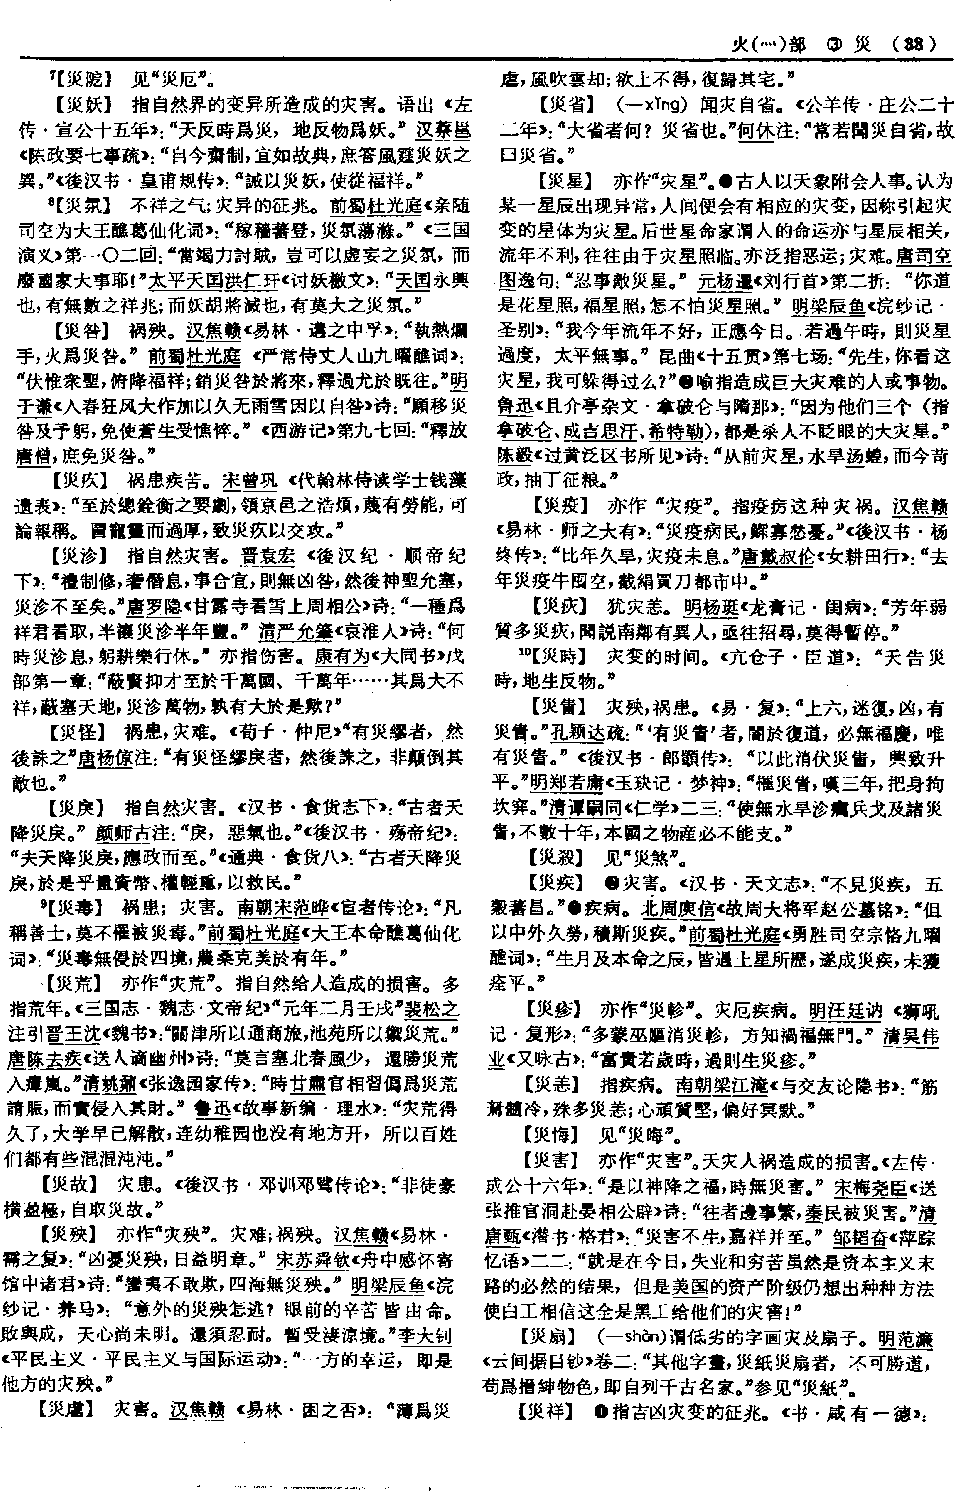 火(灬)部 ③ 災 (38)
⁷【災阸】 见“災厄”。
【災妖】 指自然界的变异所造成的灾害。语出《左
传·宣公十五年》：“天反時爲災，地反物爲妖。”汉蔡邕
《陈政要七事疏》：“自今齋制，宜如故典，庶答風霆災妖之
異。”《後汉书·皇甫规传》：“誠以災妖，使從福祥。”
⁸【災氛】 不祥之气；灾异的征兆。前蜀杜光庭《亲随
司空为大王醮葛仙化词》：“稼穡蕃登，災氛蕩滌。”《三国
演义》第一〇二回：“當竭力討賊，豈可以虚妄之災氛，而
廢國家大事耶！”太平天国洪仁玕《讨妖檄文》：“天国永興
也，有無數之祥兆；而妖胡將滅也，有莫大之災氛。”
【災咎】 祸殃。汉焦赣《易林·遘之中孚》：“執熱爛
手，火爲災咎。”前蜀杜光庭《严常侍丈人山九曜醮词》：
“伏惟衆聖，俯降福祥；銷災咎於將來，釋過尤於既往。”明
于谦《入春狂风大作加以久无雨雪因以自咎》诗：“願移災
咎及予躬，免使蒼生受憔悴。”《西游记》第九七回：“釋放
唐僧，庶免災咎。”
【災疚】 祸患疾苦。宋曾巩《代翰林侍读学士钱藻
遗表》：“至於總銓衡之要劇，領京邑之浩煩，蔑有勞能，可
論報稱。冒寵靈而過厚，致災疚以交攻。”
【災沴】 指自然灾害。晋袁宏《後汉纪·顺帝纪
下》：“禮制修，奢僭息，事合宜，則無凶咎，然後神聖允塞，
災沴不至矣。”唐罗隐《甘露寺看雪上周相公》诗：“一種爲
祥君看取，半禳災沴半年豐。”清严允肇《哀淮人》诗：“何
時災沴息，躬耕樂行休。”亦指伤害。康有为《大同书》戊
部第一章：“蔽賢抑才至於千萬國、千萬年……其爲大不
祥，蔽塞天地，災沴萬物，孰有大於是歟？”
【災怪】 祸患，灾难。《荀子·仲尼》“有災繆者，然
後誅之”唐杨倞注：“有災怪繆戾者，然後誅之，非顛倒其
敵也。”
【災戾】 指自然灾害。《汉书·食货志下》：“古者天
降災戾。”颜师古注：“戾，惡氣也。”《後汉书·殇帝纪》：
“夫天降災戾，應政而至。”《通典·食货八》：“古者天降災
戾，於是乎量資幣、權輕重，以救民。”
⁹【災毒】 祸患；灾害。南朝宋范晔《宦者传论》：“凡
稱善士，莫不罹被災毒。”前蜀杜光庭《大王本命醮葛仙化
词》：“災毒無侵於四境，農桑克美於有年。”
【災荒】 亦作“灾荒”。指自然给人造成的损害。多
指荒年。《三国志·魏志·文帝纪》“元年二月壬戌”裴松之
注引晋王沈《魏书》：“關津所以通商旅，池苑所以禦災荒。”
唐陈去疾《送人谪幽州》诗：“莫言塞北春風少，還勝災荒
入瘴嵐。”清姚鼐《张逸园家传》：“時甘肅官相習僞爲災荒
請賑，而實侵入其財。”鲁迅《故事新编·理水》：“灾荒得
久了，大学早已解散，连幼稚园也没有地方开，所以百姓
们都有些混混沌沌。”
【災故】 灾患。《後汉书·邓训邓骘传论》：“非徒豪
横盈極，自取災故。”
【災殃】 亦作“灾殃”。灾难；祸殃。汉焦赣《易林·
需之复》：“凶憂災殃，日益明章。”宋苏舜钦《舟中感怀寄
馆中诸君》诗：“蠻夷不敢欺，四海無災殃。”明梁辰鱼《浣
纱记·养马》：“意外的災殃怎逃？眼前的辛苦皆由命。
敗與成，天心尚未明。還須忍耐。暫受淒涼境。”李大钊
《平民主义·平民主义与国际运动》：“一方的幸运，即是
他方的灾殃。”
【災虐】 灾害。汉焦赣《易林·困之否》：“薄爲災
虐，風吹雲却；欲上不得，復歸其宅。”
【災省】 （—xǐng）闻灾自省。《公羊传·庄公二十
二年》：“大省者何？災省也。”何休注：“常若聞災自省，故
曰災省。”
【災星】 亦作“灾星”。❶古人以天象附会人事。认为
某一星辰出现异常，人间便会有相应的灾变，因称引起灾
变的星体为灾星。后世星命家谓人的命运亦与星辰相关，
流年不利，往往由于灾星照临。亦泛指恶运；灾难。唐司空
图逸句：“忍事敵災星。”元杨暹《刘行首》第二折：“你道
是花星照，福星照，怎不怕災星照。”明梁辰鱼《浣纱记·
圣别》：“我今年流年不好，正應今日。若過午時，則災星
過度，太平無事。”昆曲《十五贯》第七场：“先生，你看这
灾星，我可躲得过么？”❷喻指造成巨大灾难的人或事物。
鲁迅《且介亭杂文·拿破仑与隋那》：“因为他们三个（指
拿破仑、成吉思汗、希特勒），都是杀人不眨眼的大灾星。”
陈毅《过黄泛区书所见》诗：“从前灾星，水旱汤蝗，而今苛
政，抽丁征粮。”
【災疫】 亦作“灾疫”。指疫疠这种灾祸。汉焦赣
《易林·师之大有》：“災疫病民，鰥寡愁憂。”《後汉书·杨
终传》：“比年久旱，灾疫未息。”唐戴叔伦《女耕田行》：“去
年災疫牛囤空，截絹買刀都市中。”
【災疢】 犹灾恙。明杨珽《龙膏记·闺病》：“芳年弱
質多災疢，聞説南鄰有異人，亟往招尋，莫得暫停。”
¹⁰【災時】 灾变的时间。《亢仓子·臣道》：“天告災
時，地生反物。”
【災眚】 灾殃，祸患。《易·复》：“上六，迷復，凶，有
災眚。”孔颖达疏：“‘有災眚’者，闇於復道，必無福慶，唯
有災眚。”《後汉书·郎顗传》：“以此消伏災眚，興致升
平。”明郑若庸《玉玦记·梦神》：“罹災眚，嘆三年，把身拘
坎穽。”清谭嗣同《仁学》二三：“使無水旱沴癘兵戈及諸災
眚，不數十年，本國之物産必不能支。”
【災殺】 见“災煞”。
【災疾】 ❶灾害。《汉书·天文志》：“不見災疾，五
穀蕃昌。”❷疾病。北周庾信《故周大将军赵公墓铭》：“但
以中外久勞，積斯災疾。”前蜀杜光庭《勇胜司空宗恪九曜
醮词》：“生月及本命之辰，皆遇土星所歷，遂成災疾，未獲
痊平。”
【災疹】 亦作“災軫”。灾厄疾病。明汪廷讷《狮吼
记·复形》：“多蒙巫醫消災軫，方知禍福無門。”清吴伟
业《又咏古》：“富貴若歲時，過則生災疹。”
【災恙】 指疾病。南朝梁江淹《与交友论隐书》：“筋
駑髓冷，殊多災恙；心頑質堅，偏好冥默。”
【災悔】 见“災晦”。
【災害】 亦作“灾害”。天灾人祸造成的损害。《左传·
成公十六年》：“是以神降之福，時無災害。”宋梅尧臣《送
张推官洞赴晏相公辟》诗：“往者邊事繁，秦民被災害。”清
唐甄《潜书·格君》：“災害不生，嘉祥并至。”邹韬奋《萍踪
忆语》二二：“就是在今日，失业和穷苦虽然是资本主义末
路的必然的结果，但是美国的资产阶级仍想出种种方法
使白工相信这全是黑工给他们的灾害！”
【災扇】 （—shàn）谓低劣的字画灾及扇子。明范濂
《云间据目钞》卷二：“其他字畫，災紙災扇者，不可勝道，
苟爲搢紳物色，即自列千古名家。”参见“災紙”。
【災祥】 ❶指吉凶灾变的征兆。《书·咸有一德》：